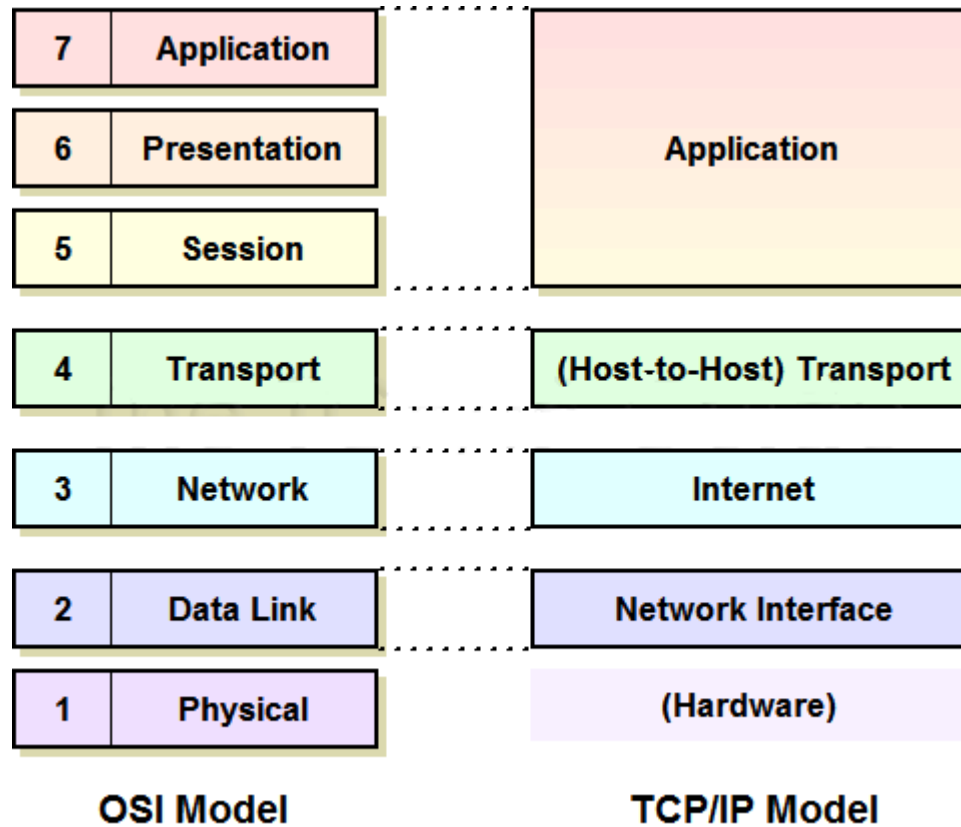 7 Application
6 Presentation
5 Session
Application
4 Transport
(Host-to-Host) Transport
3 Network
Internet
2 Data Link
Network Interface
1 Physical
(Hardware)
OSI Model
TCP/IP Model